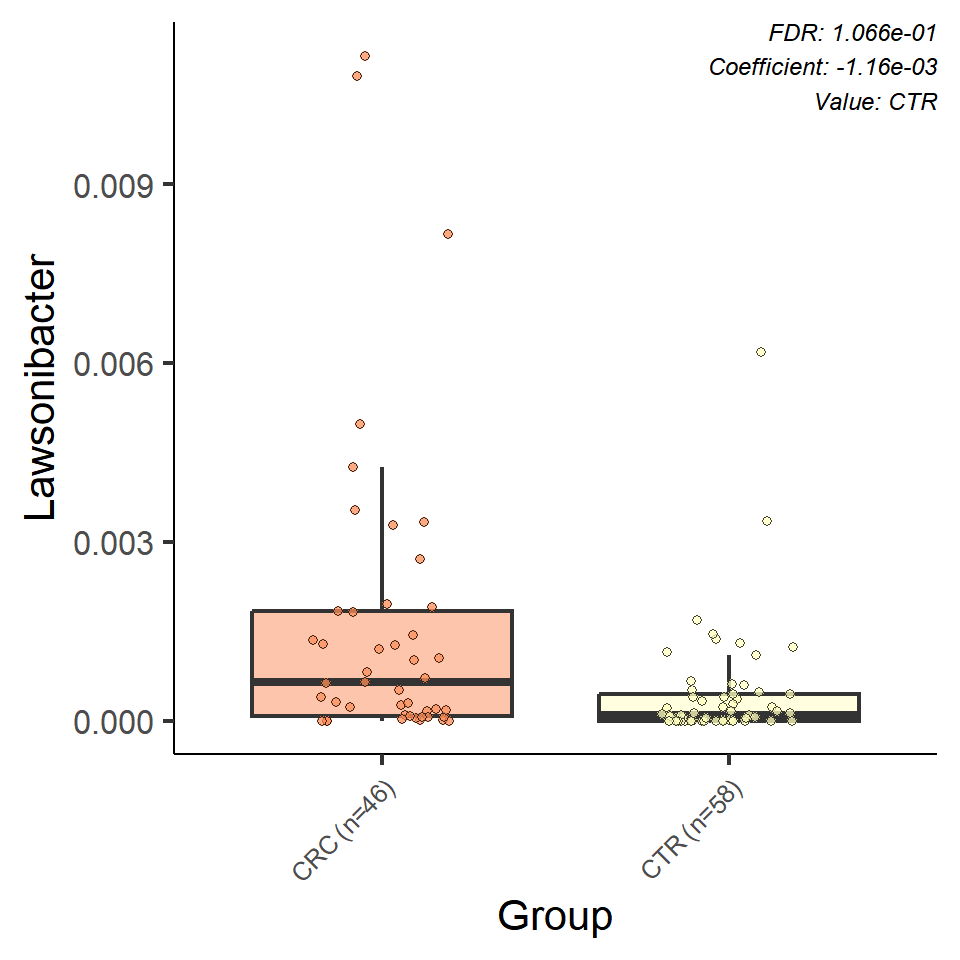 FDR: 1.066e-01
Coefficient: -1.16e-03
Value: CTR
Lawsonibacter
0.009
0.006
0.003
0.000
CRC (n=46)
CTR (n=58)
Group